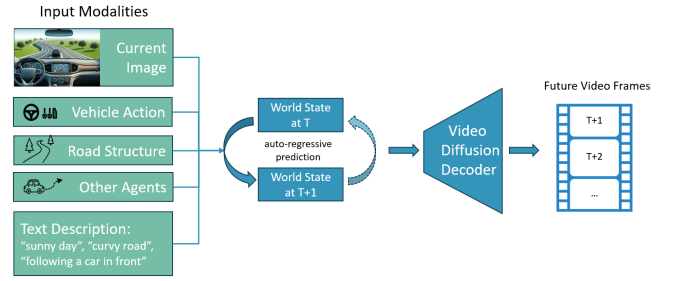 Input Modalities
Current
Image
Vehicle Action
Road Structure
Other Agents
Text Description:
"sunny day", "curvy road",
"following a car in front"
World State
at T
auto-regressive
prediction
World State
at T+1
Video
Diffusion
Decoder
Future Video Frames
T+1
T+2
...